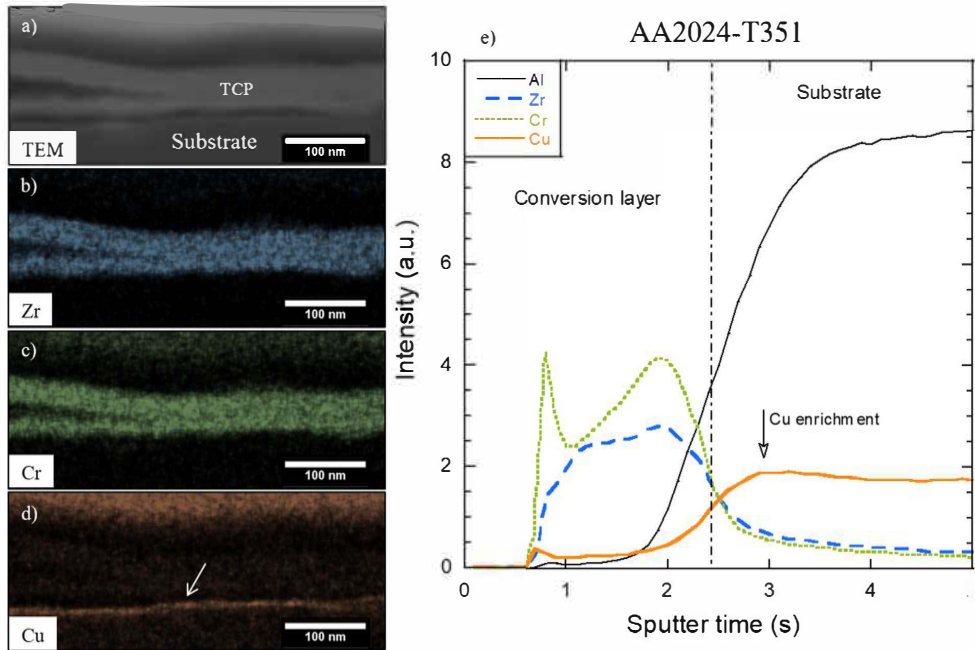 a)
TCP
Substrate
TEM
100 nm
b)
Zr
100 nm
c)
Cr
100 nm
d)
Cu
100 nm
e)
AA2024-T351
10
8
6
4
2
0
Intensity (a.u.)
Al
Zr
Cr
Cu
Substrate
Conversion layer
Cu enrichment
1
2
3
4
5
Sputter time (s)